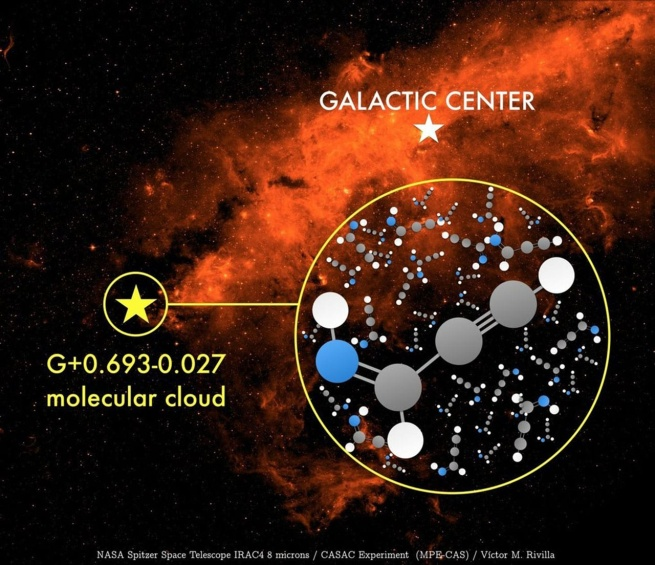 GALACTIC CENTER
G+0.693-0.027
molecular cloud
NASA Spitzer Space Telescope IRAC4 8 microns / CASAC Experiment (MPE-CAS) / Víctor M. Rivilla